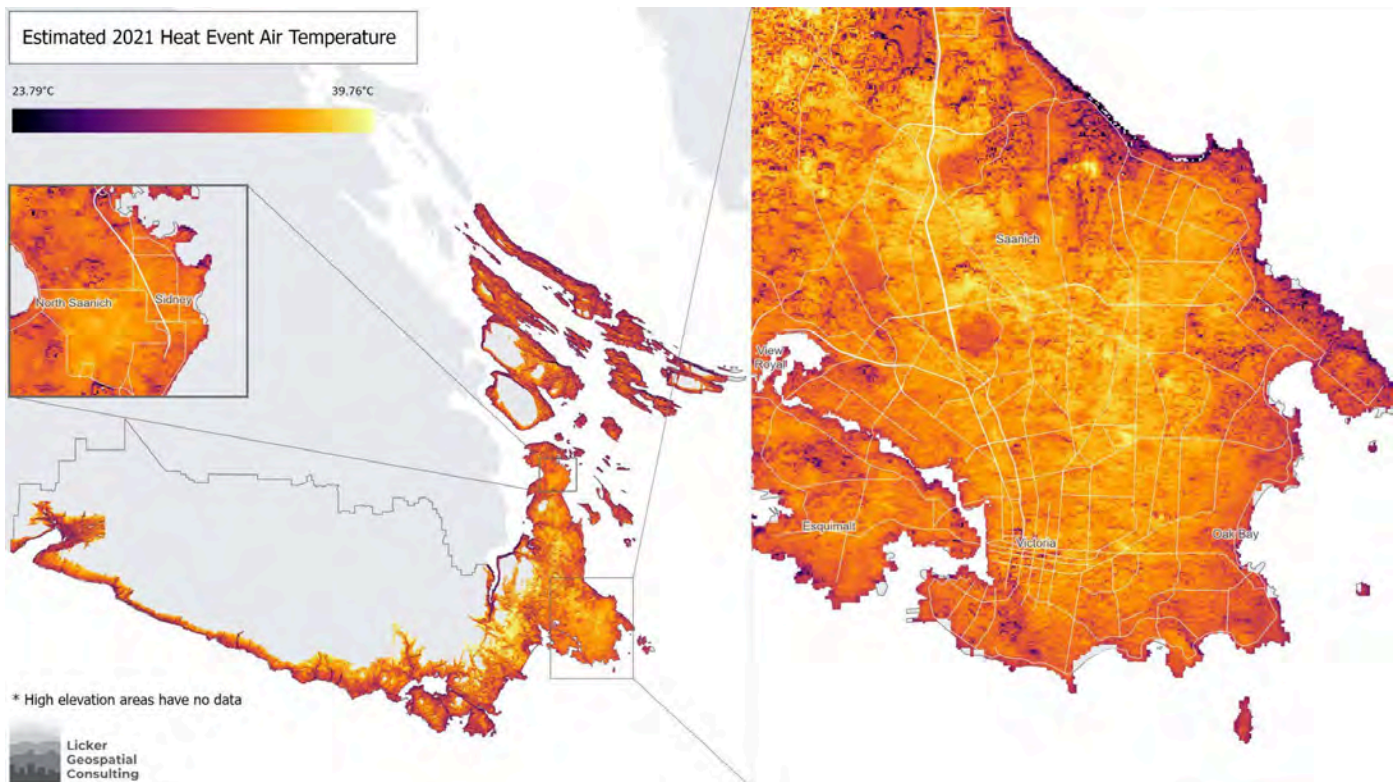 Estimated 2021 Heat Event Air Temperature
23.79°C
39.76°C
North Saanich
Sidney
Saanich
View
Royal
Esquimalt
Victoria
Oak Bay
* High elevation areas have no data
Licker
Geospatial
Consulting